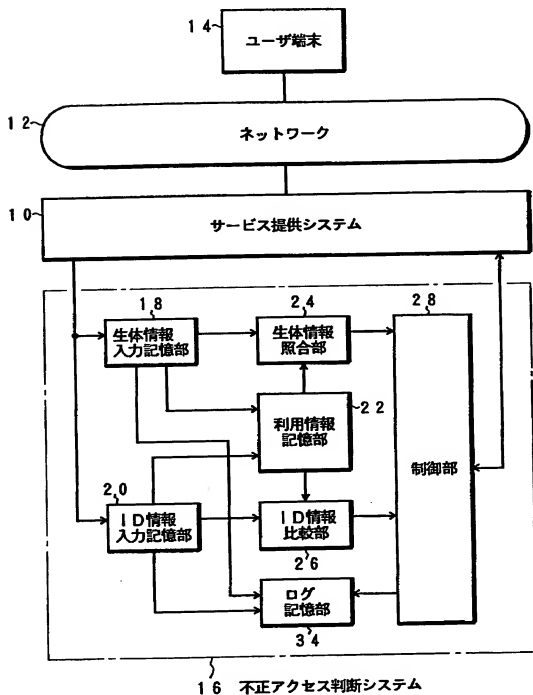 14
ユーザ端末
12
ネットワーク
10
サービス提供システム
18
生体情報
入力記憶部
24
生体情報
照合部
28
制御部
22
利用情報
記憶部
20
ID情報
入力記憶部
ID情報
比較部
26
ログ
記憶部
34
16 不正アクセス判断システム